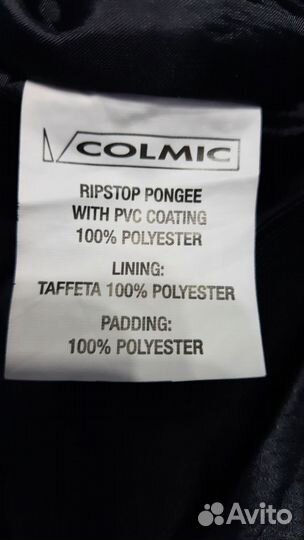 COLMIC
RIPSTOP PONGEE
WITH PVC COATING
100% POLYESTER
LINING:
TAFFETA 100% POLYESTER
PADDING:
100% POLYESTER
Avito